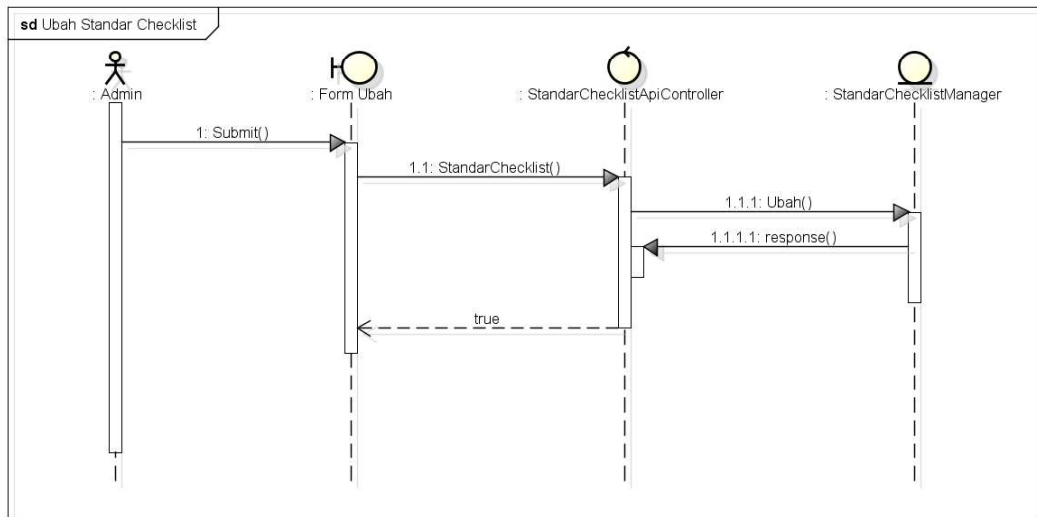 sd Ubah Standar Checklist
: Admin
: Form Ubah
: StandarChecklistApiController
: StandarChecklistManager
1: Submit()
1.1: StandarChecklist()
1.1.1: Ubah()
1.1.1.1: response()
true